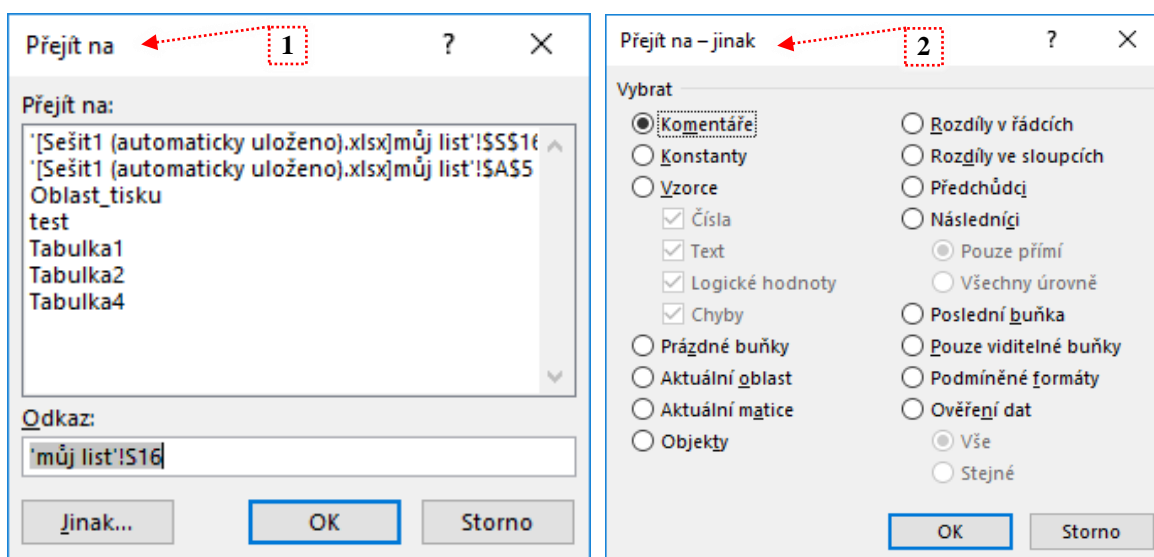 Přejít na
1
?
Přejít na:
'[Sešit1 (automaticky uloženo).xlsx]můj list'!$S$16
'[Sešit1 (automaticky uloženo).xlsx]můj list'!$A$5
Oblast_tisku
test
Tabulka1
Tabulka2
Tabulka4
Odkaz:
'můj list'!S16
Jinak...
OK
Storno
Přejít na – jinak
2
?
Vybrat
Komentáře
Konstanty
Vzorce
Čísla
Text
Logické hodnoty
Chyby
Prázdné buňky
Aktuální oblast
Aktuální matice
Objekty
Rozdíly v řádcích
Rozdíly ve sloupcích
Předchůdci
Následníci
Pouze přímí
Všechny úrovně
Poslední buňka
Pouze viditelné buňky
Podmíněné formáty
Ověření dat
Vše
Stejné
OK
Storno